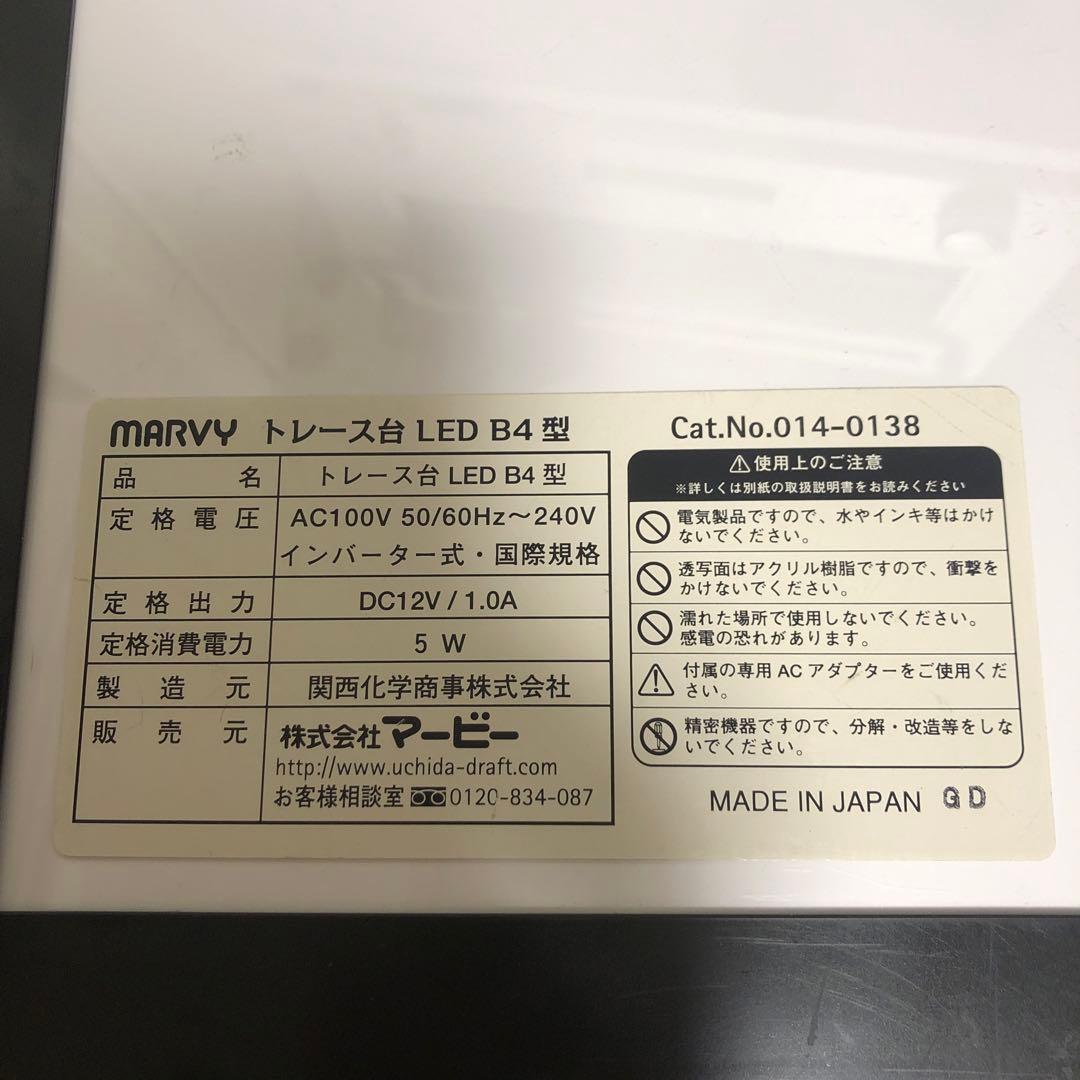 MARVY トレース台 LED B4 型
Cat.No.014-0138
品 名 トレース台 LED B4 型
定格電圧 AC100V 50/60Hz～240V
インバーター式・国際規格
定格出力 DC12V / 1.0A
定格消費電力 5 W
製造元 関西化学商事株式会社
販売元 株式会社マービー
http://www.uchida-draft.com
お客様相談室 0120-834-087
⚠使用上のご注意
※詳しくは別紙の取扱説明書をお読みください
電気製品ですので、水やインキ等はかけ
ないでください。
透写面はアクリル樹脂ですので、衝撃を
かけないでください。
濡れた場所で使用しないでください。
感電の恐れがあります。
付属の専用 AC アダプターをご使用くだ
さい。
精密機器ですので、分解・改造等をしな
いでください。
MADE IN JAPAN GD